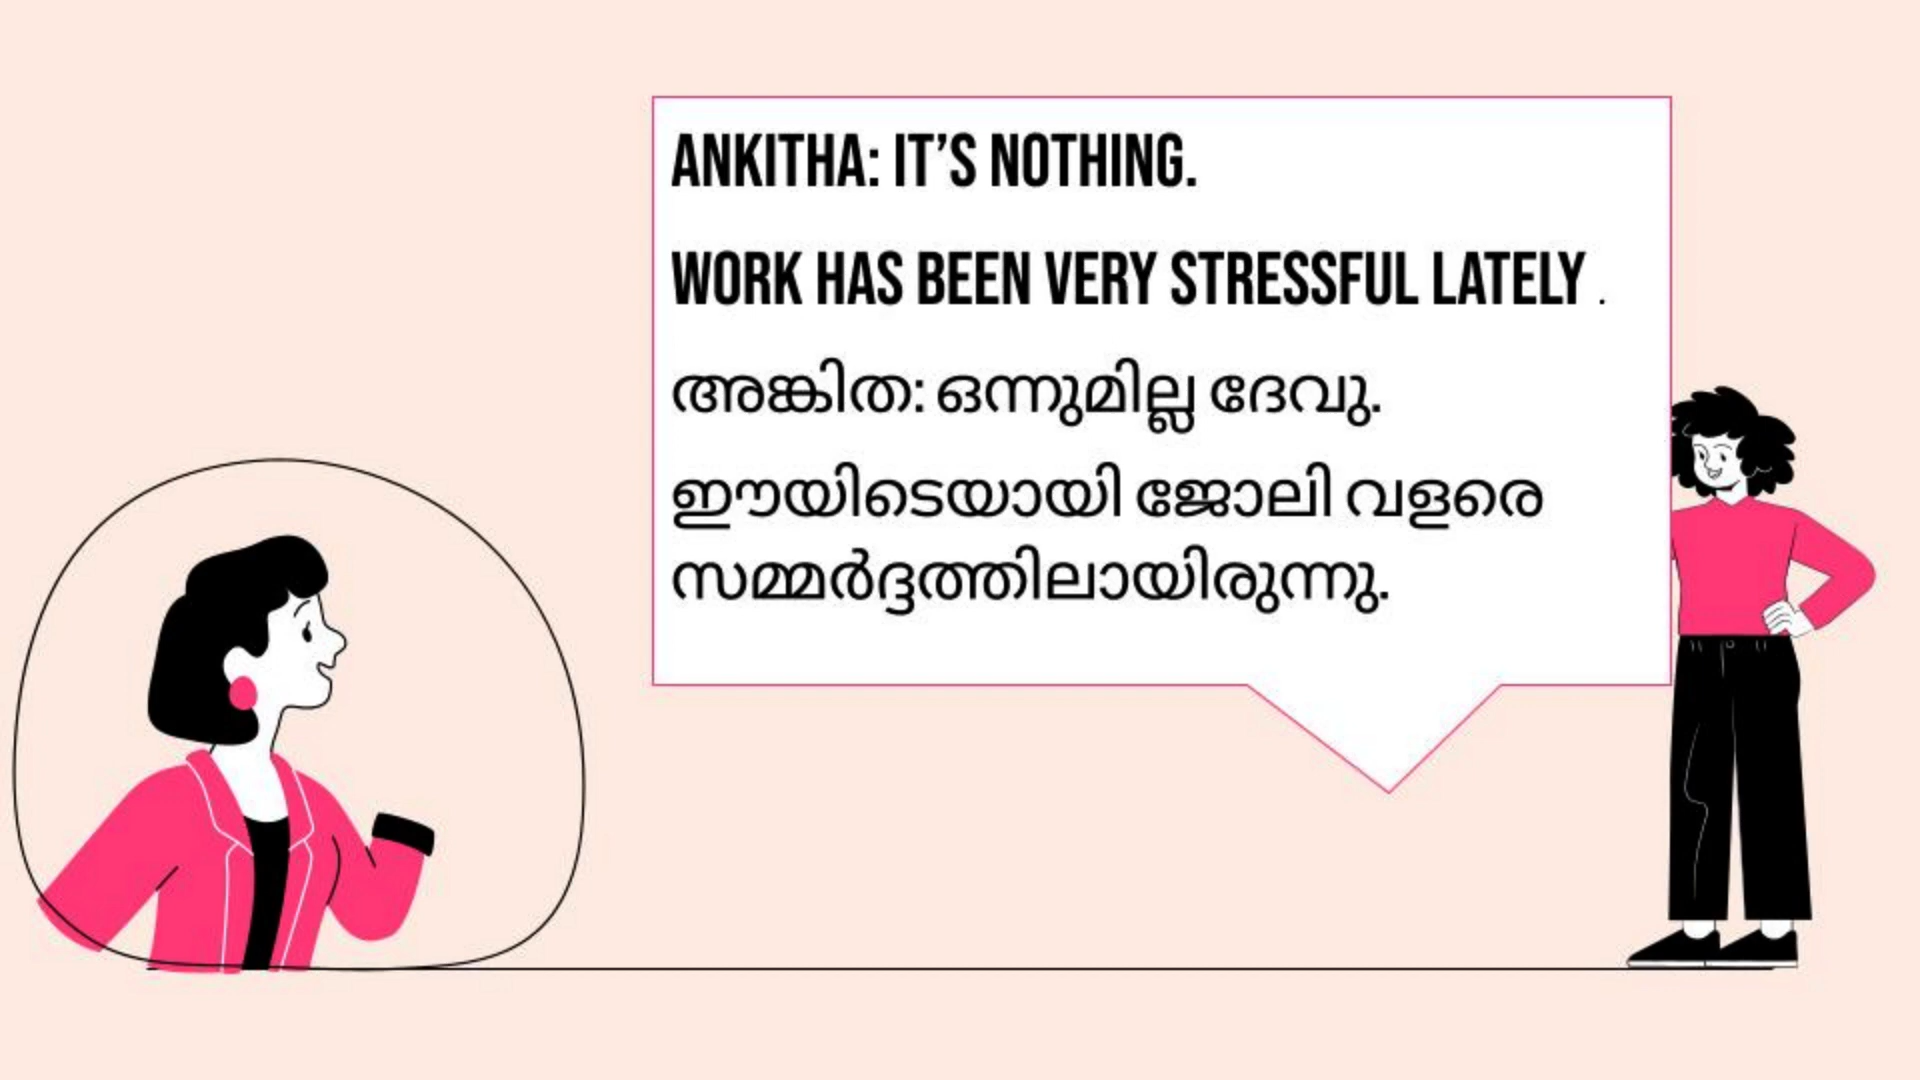 ANKITHA: IT’S NOTHING.
WORK HAS BEEN VERY STRESSFUL LATELY .
അങ്കിത: ഒന്നുമില്ല ദേവു.
ഈയിടെയായി ജോലി വളരെ
സമ്മർദ്ദത്തിലായിരുന്നു.